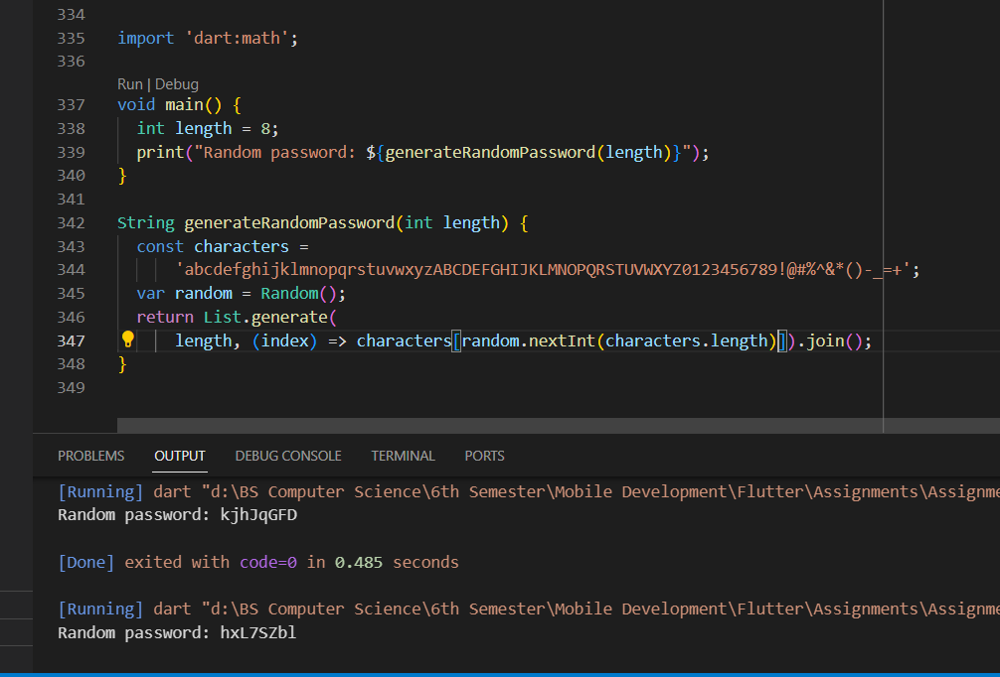 334
335 import 'dart:math';
336
Run | Debug
337 void main() {
338 int length = 8;
339 print("Random password: ${generateRandomPassword(length)}");
340 }
341
342 String generateRandomPassword(int length) {
343 const characters =
344 'abcdefghijklmnopqrstuvwxyzABCDEFGHIJKLMNOPQRSTUVWXYZ0123456789!@#%^&*()-_=+';
345 var random = Random();
346 return List.generate(
347 length, (index) => characters[random.nextInt(characters.length)]).join();
348 }
349
PROBLEMS OUTPUT DEBUG CONSOLE TERMINAL PORTS
[Running] dart "d:\BS Computer Science\6th Semester\Mobile Development\Flutter\Assignments\Assignme
Random password: kjhJqGFD
[Done] exited with code=0 in 0.485 seconds
[Running] dart "d:\BS Computer Science\6th Semester\Mobile Development\Flutter\Assignments\Assignme
Random password: hxL7SZbl